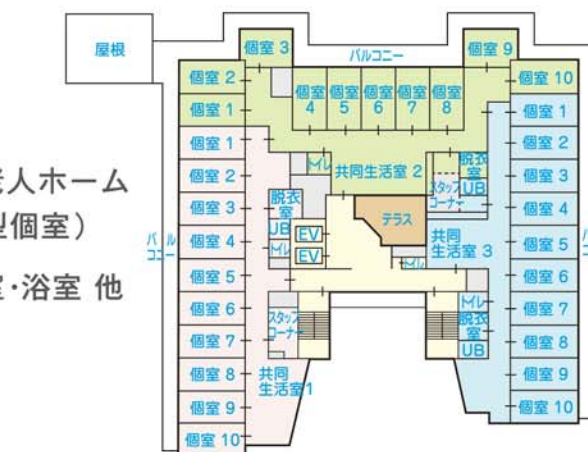 老人ホーム
型個室）
室・浴室 他
屋根
バルコニー
個室 3
個室 9
個室 2
個室 1
個室
4
個室
5
個室
6
個室
7
個室
8
個室 10
トイレ
共同生活室 2
脱衣
室
UB
スタッフ
コーナー
個室 1
個室 2
個室 3
個室 4
個室 5
個室 6
個室 7
個室 8
個室 9
個室 10
バル
コニー
脱衣
室
UB
トイレ
EV
EV
スタッフ
コーナー
共同
生活室1
テラス
トイレ
共同
生活室 3
トイレ
脱衣
室
UB
個室 1
個室 2
個室 3
個室 4
個室 5
個室 6
個室 7
個室 8
個室 9
個室 10
バル
コニー